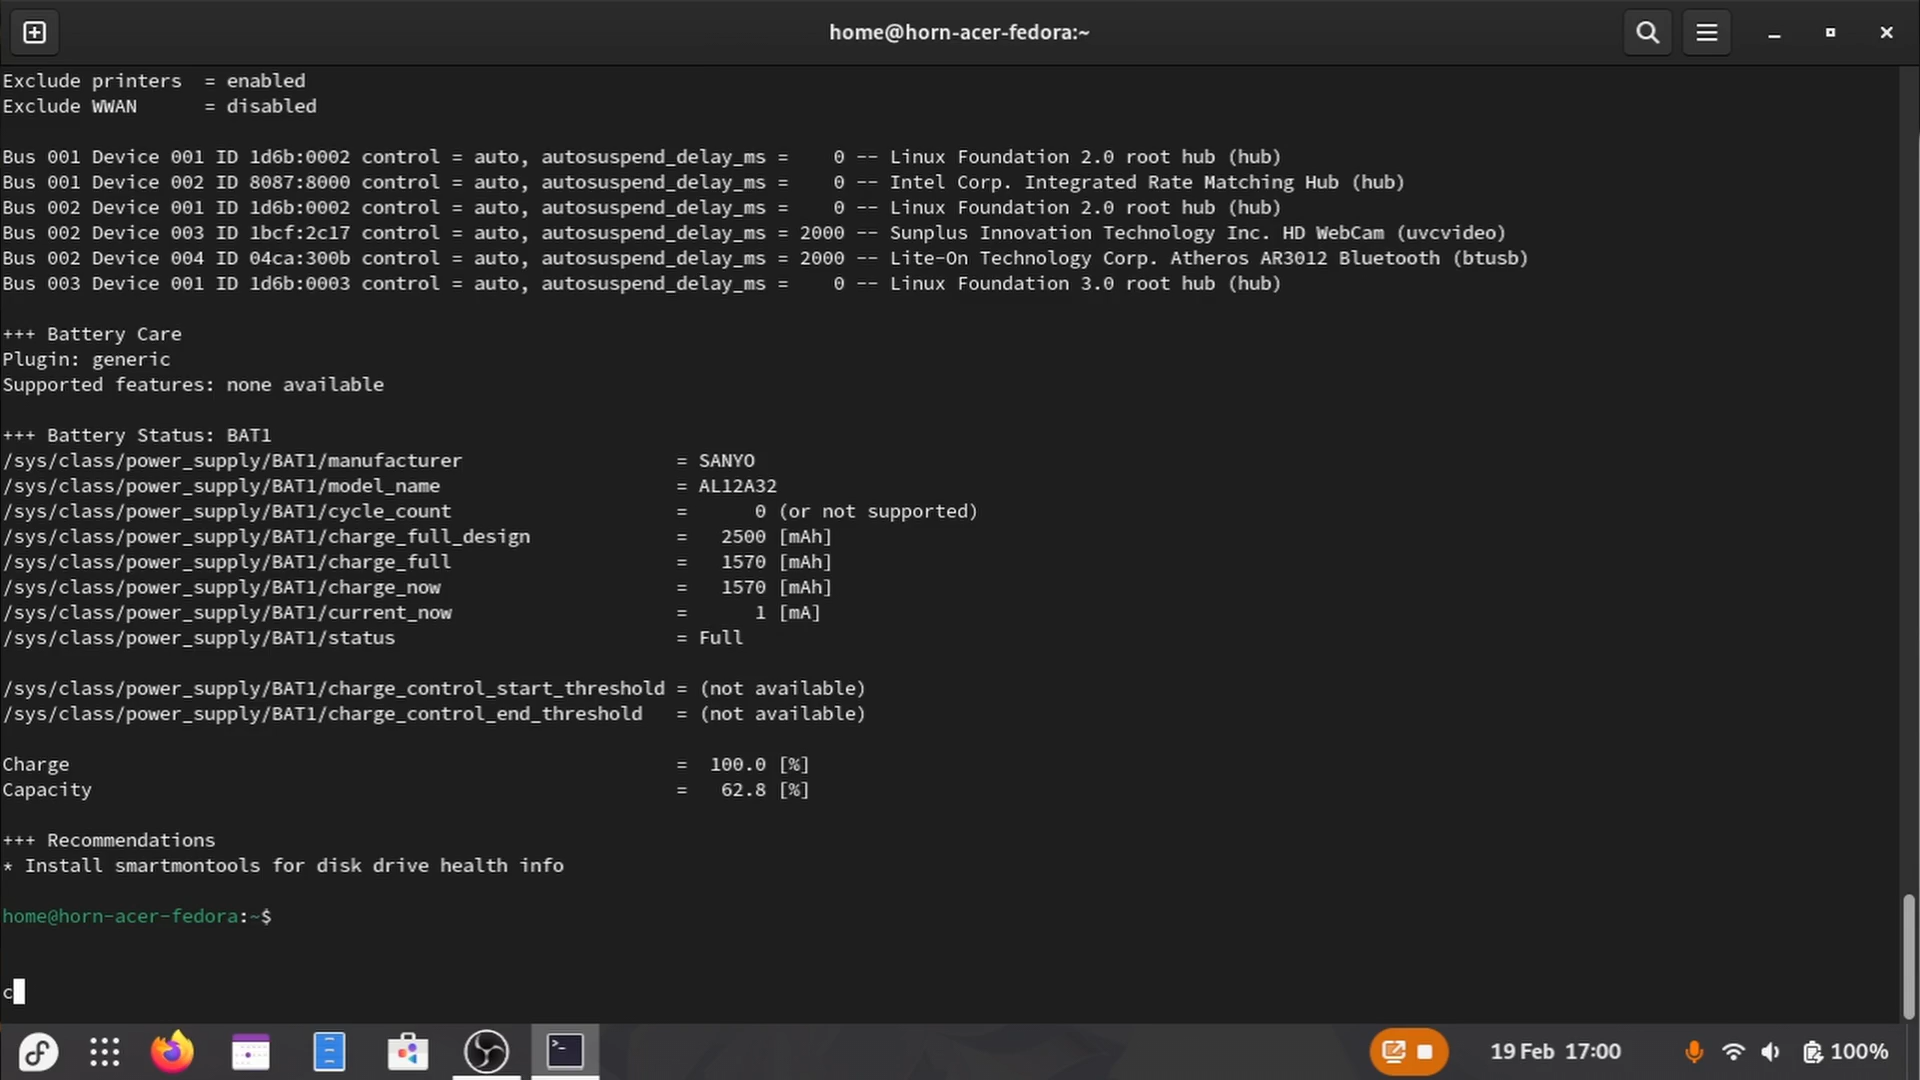 home@horn-acer-fedora:~
Exclude printers  = enabled
Exclude WWAN      = disabled
Bus 001 Device 001 ID 1d6b:0002 control = auto, autosuspend_delay_ms =    0 -- Linux Foundation 2.0 root hub (hub)
Bus 001 Device 002 ID 8087:8000 control = auto, autosuspend_delay_ms =    0 -- Intel Corp. Integrated Rate Matching Hub (hub)
Bus 002 Device 001 ID 1d6b:0002 control = auto, autosuspend_delay_ms =    0 -- Linux Foundation 2.0 root hub (hub)
Bus 002 Device 003 ID 1bcf:2c17 control = auto, autosuspend_delay_ms = 2000 -- Sunplus Innovation Technology Inc. HD WebCam (uvcvideo)
Bus 002 Device 004 ID 04ca:300b control = auto, autosuspend_delay_ms = 2000 -- Lite-On Technology Corp. Atheros AR3012 Bluetooth (btusb)
Bus 003 Device 001 ID 1d6b:0003 control = auto, autosuspend_delay_ms =    0 -- Linux Foundation 3.0 root hub (hub)
+++ Battery Care
Plugin: generic
Supported features: none available
+++ Battery Status: BAT1
/sys/class/power_supply/BAT1/manufacturer                   = SANYO
/sys/class/power_supply/BAT1/model_name                     = AL12A32
/sys/class/power_supply/BAT1/cycle_count                    =      0 (or not supported)
/sys/class/power_supply/BAT1/charge_full_design             =   2500 [mAh]
/sys/class/power_supply/BAT1/charge_full                    =   1570 [mAh]
/sys/class/power_supply/BAT1/charge_now                     =   1570 [mAh]
/sys/class/power_supply/BAT1/current_now                    =      1 [mA]
/sys/class/power_supply/BAT1/status                         = Full
/sys/class/power_supply/BAT1/charge_control_start_threshold = (not available)
/sys/class/power_supply/BAT1/charge_control_end_threshold   = (not available)
Charge                                                      =  100.0 [%]
Capacity                                                    =   62.8 [%]
+++ Recommendations
* Install smartmontools for disk drive health info
home@horn-acer-fedora:~$
c
19 Feb 17:00
100%